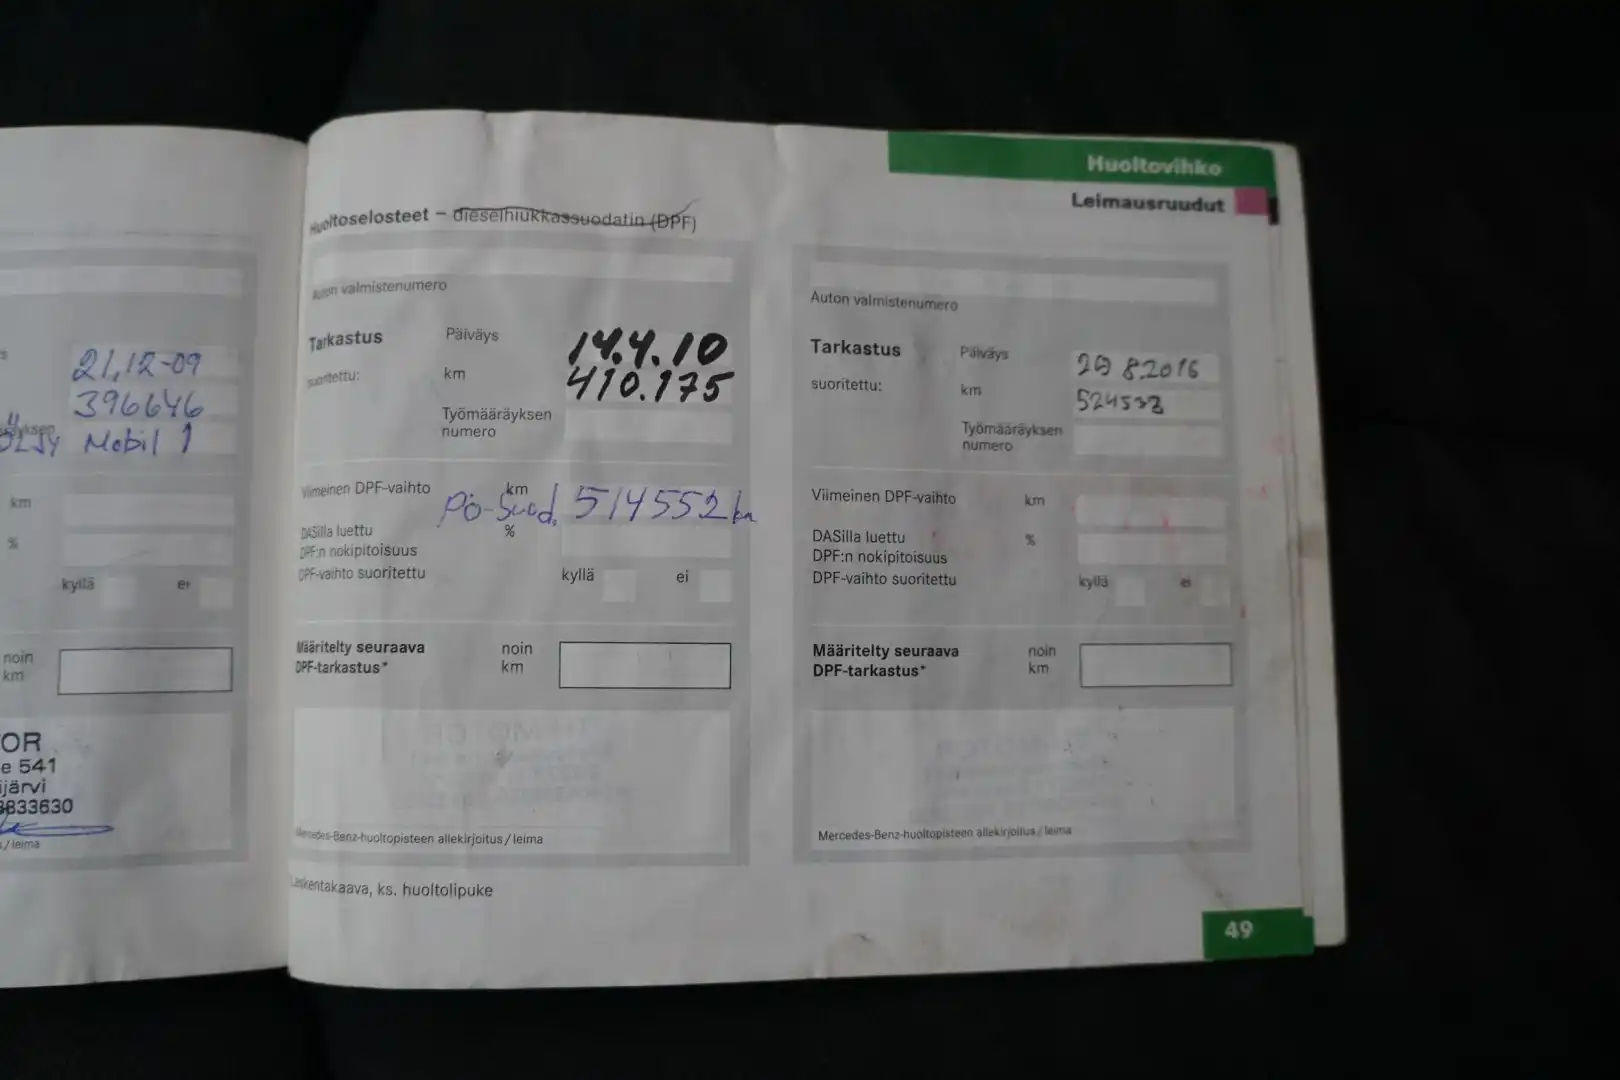 21.12-09
396646
Mobil 1
km
%
kyllä ei
noin
km
OR
e 541
ijärvi
3833630
/leima
Huoltovihko
Leimausruudut
Huoltoselosteet – dieselhiukkassuodatin (DPF)
Auton valmistenumero
Tarkastus Päiväys 14.4.10
suoritettu: km 410.175
Työmääräyksen
numero
Viimeinen DPF-vaihto km
Pö-Suod. 514552 km
DASilla luettu %
DPF:n nokipitoisuus
DPF-vaihto suoritettu kyllä ei
Määritelty seuraava noin
DPF-tarkastus* km
Mercedes-Benz-huoltopisteen allekirjoitus / leima
Laskentakaava, ks. huoltolipuke
Auton valmistenumero
Tarkastus Päiväys 8.2016
suoritettu: km
Työmääräyksen
numero
Viimeinen DPF-vaihto km
DASilla luettu %
DPF:n nokipitoisuus
DPF-vaihto suoritettu kyllä ei
Määritelty seuraava noin
DPF-tarkastus* km
Mercedes-Benz-huoltopisteen allekirjoitus / leima
49